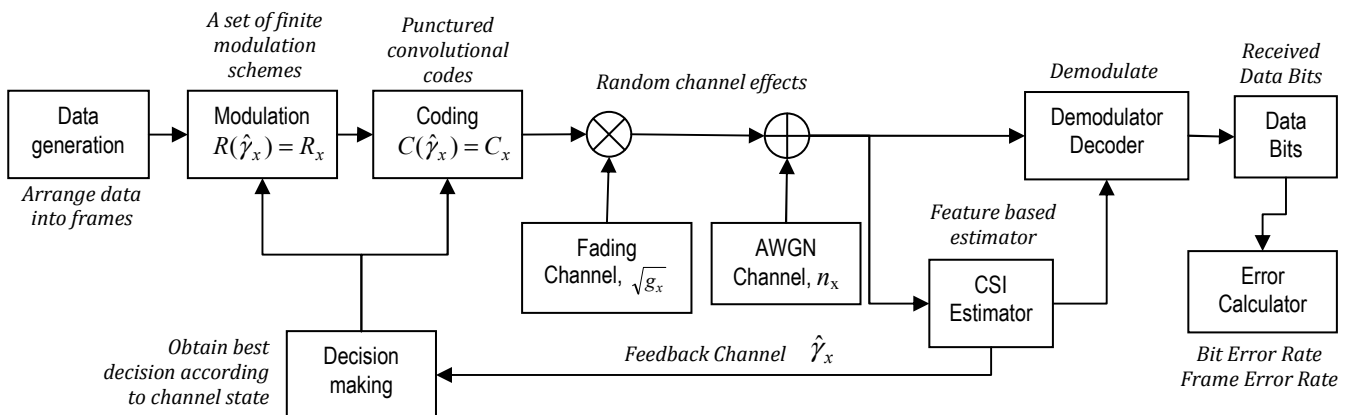 A set of finite
modulation
schemes
Punctured
convolutional
codes
Random channel effects
Demodulate
Received
Data Bits
Data
generation
Modulation
R(γ̂ₓ) = Rₓ
Coding
C(γ̂ₓ) = Cₓ
Demodulator
Decoder
Data
Bits
Arrange data
into frames
Fading
Channel, √gₓ
AWGN
Channel, nₓ
Feature based
estimator
CSI
Estimator
Error
Calculator
Bit Error Rate
Frame Error Rate
Obtain best
decision according
to channel state
Decision
making
Feedback Channel γ̂ₓ